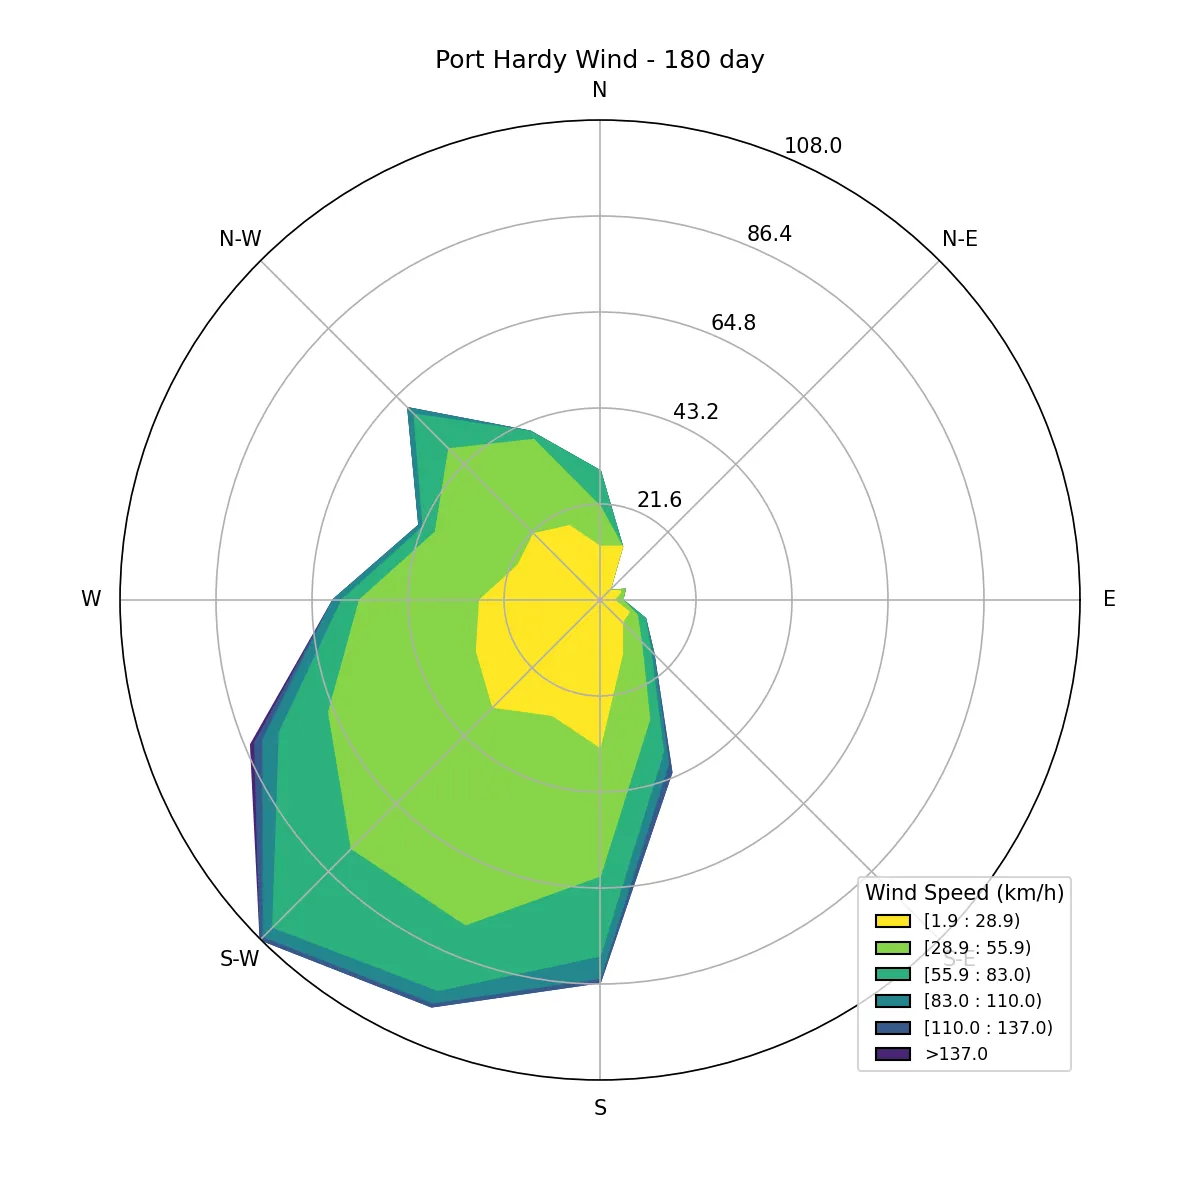 Port Hardy Wind - 180 day
N
108.0
N-W
86.4
N-E
64.8
43.2
21.6
W
E
S-W
S-E
Wind Speed (km/h)
[1.9 : 28.9)
[28.9 : 55.9)
[55.9 : 83.0)
[83.0 : 110.0)
[110.0 : 137.0)
>137.0
S